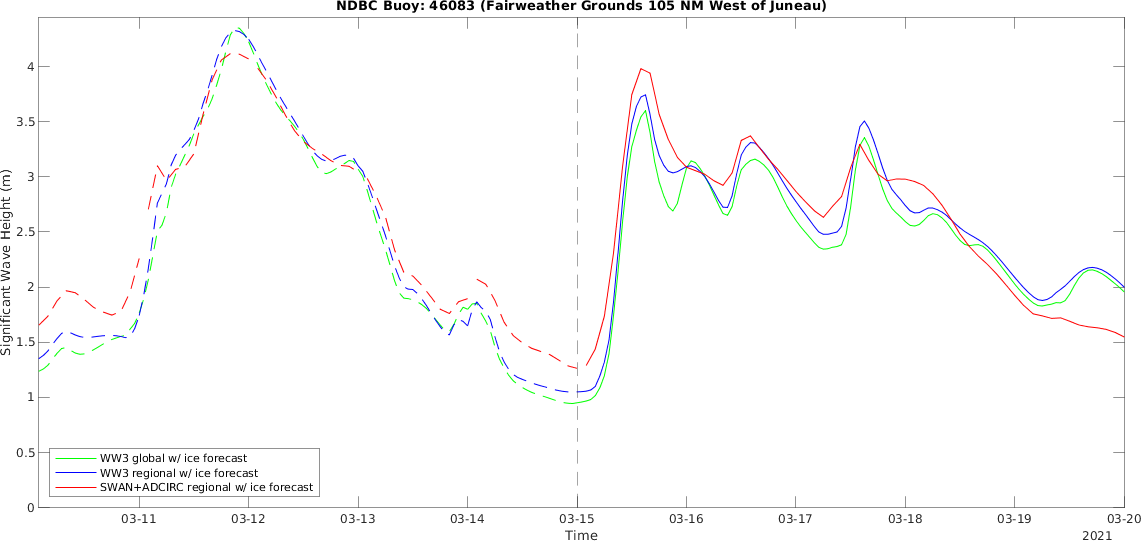 NDBC Buoy: 46083 (Fairweather Grounds 105 NM West of Juneau)
Significant Wave Height (m)
4
3.5
3
2.5
2
1.5
1
0.5
0
WW3 global w/ ice forecast
WW3 regional w/ ice forecast
SWAN+ADCIRC regional w/ ice forecast
03-11 03-12 03-13 03-14 03-15 03-16 03-17 03-18 03-19 03-20
Time
2021